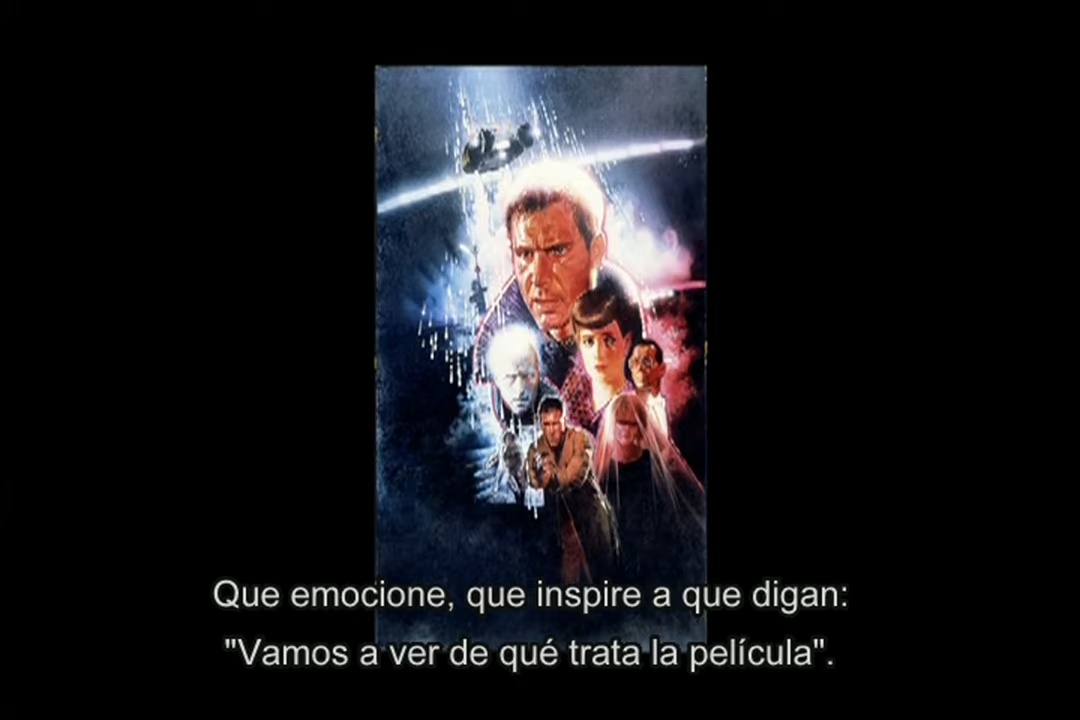 Que emocione, que inspire a que digan:
"Vamos a ver de qué trata la película".